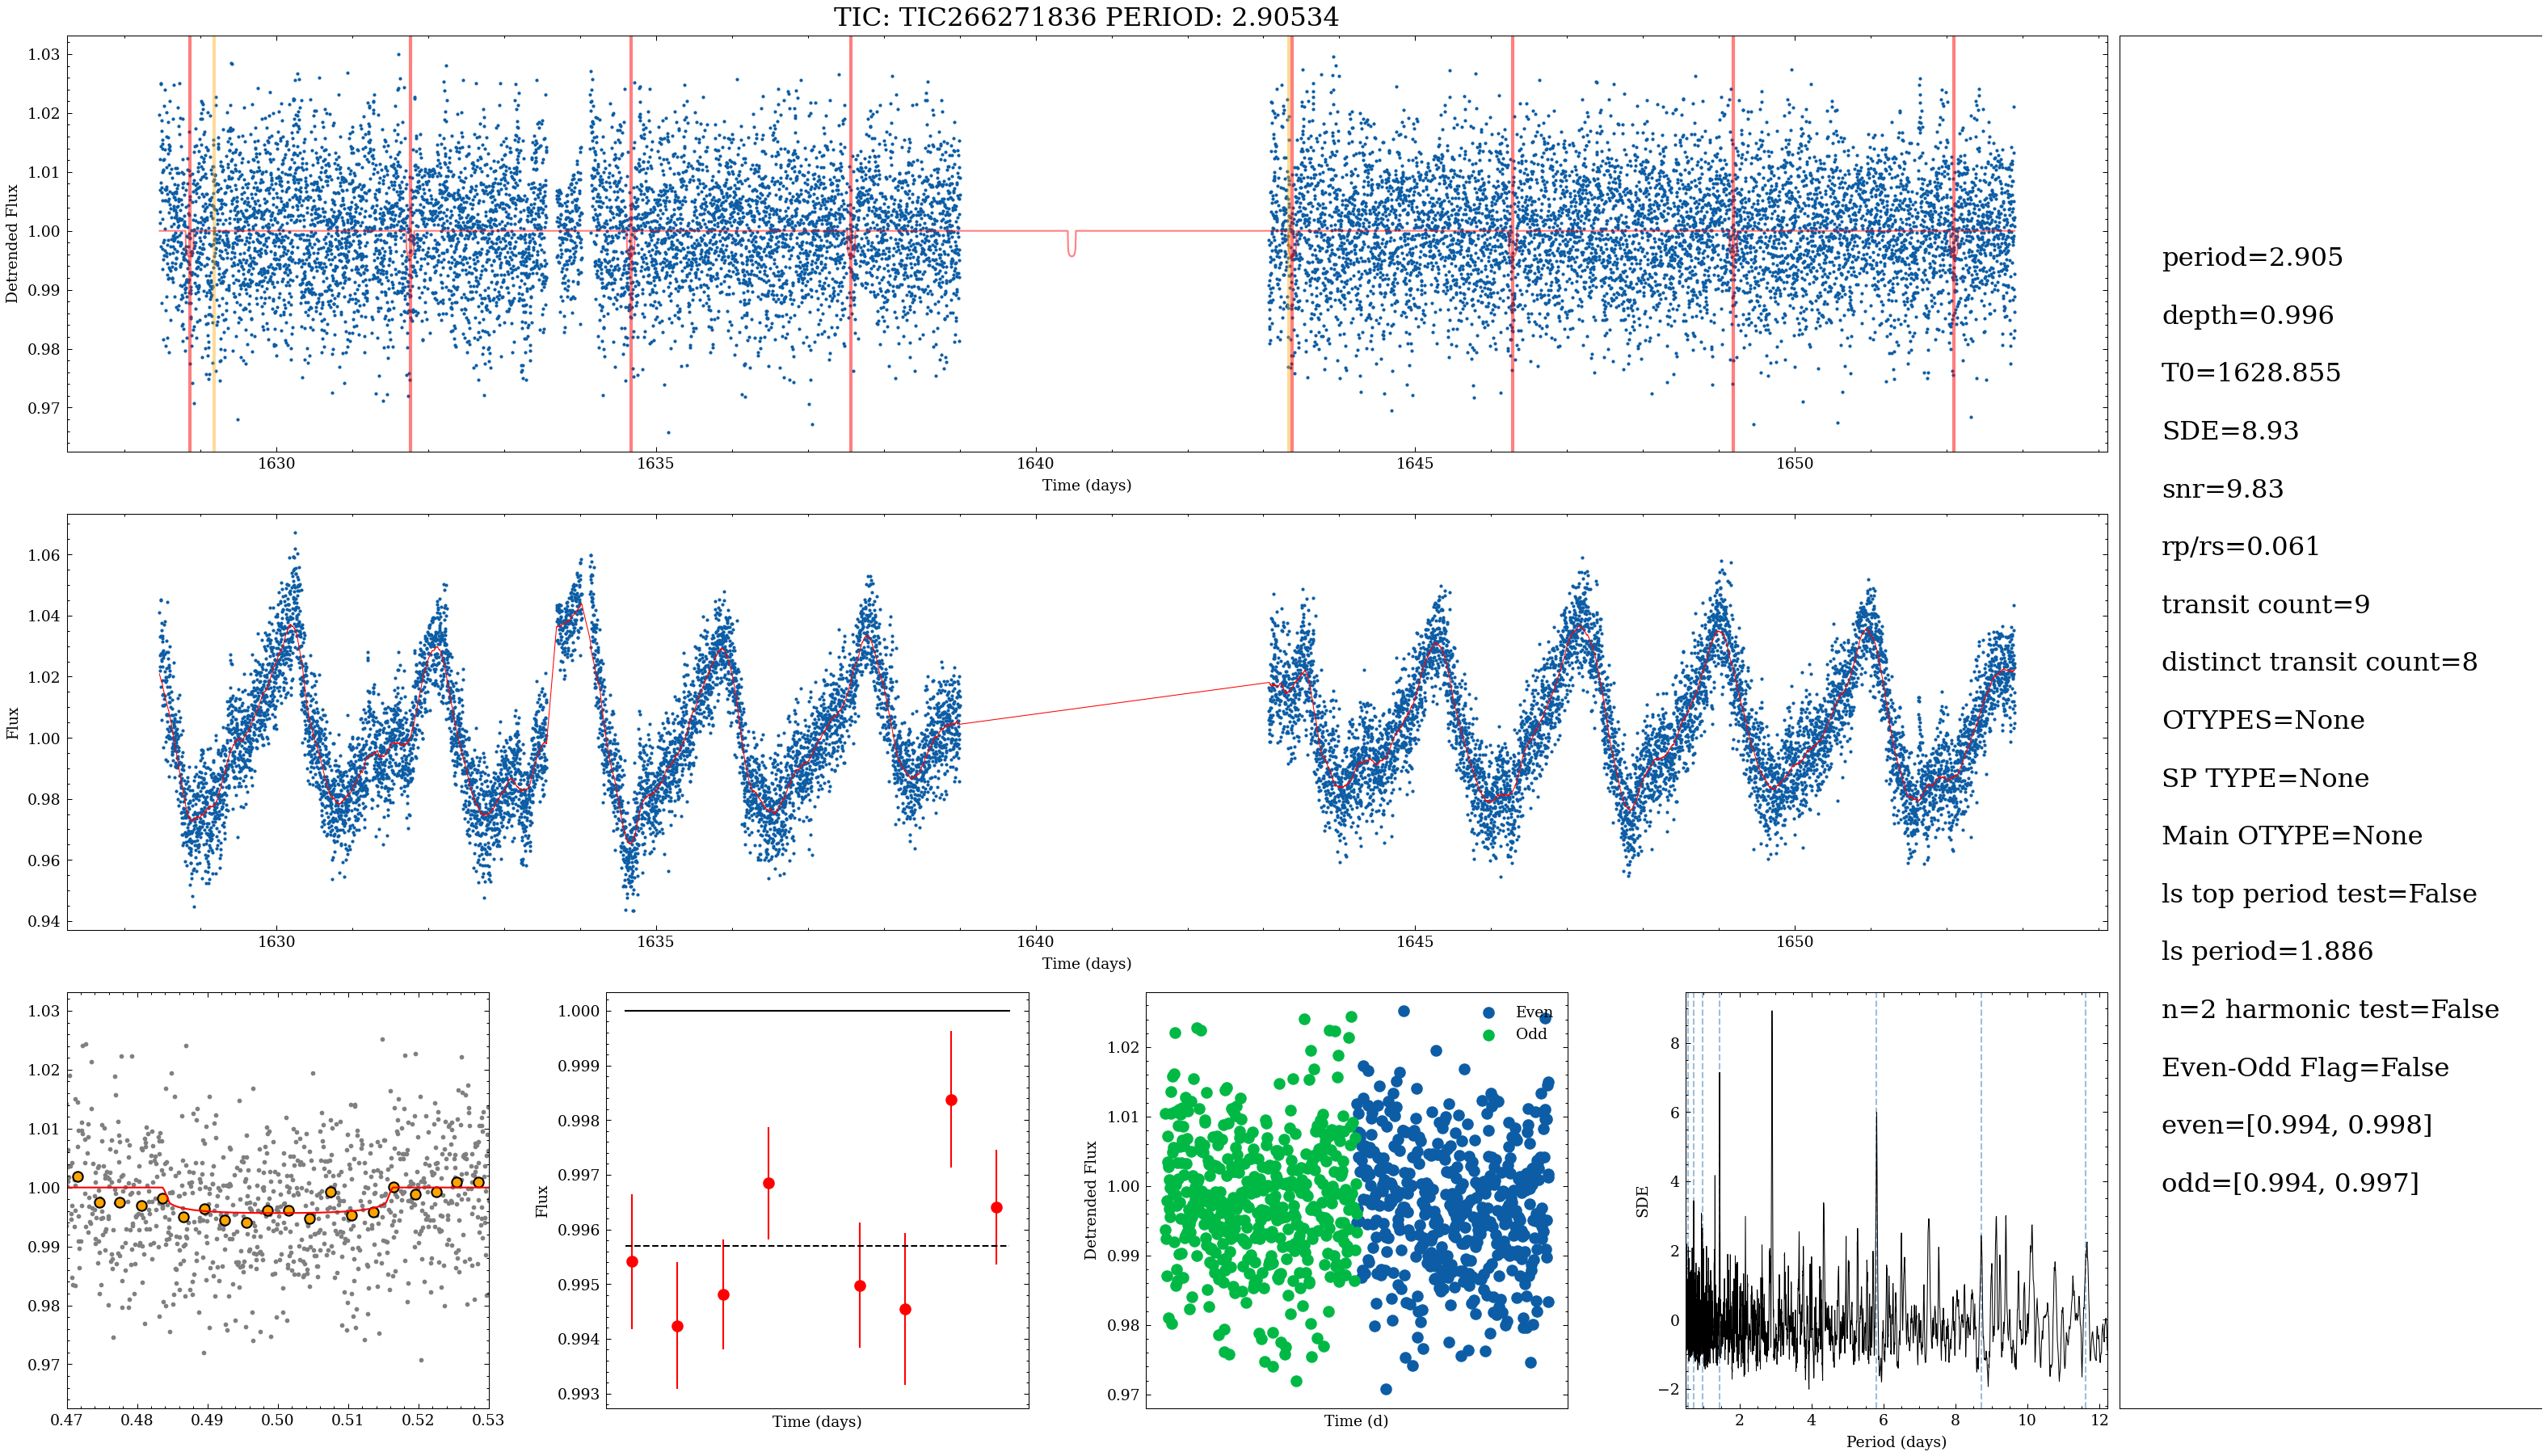 TIC: TIC266271836 PERIOD: 2.90534
1.03
1.02
1.01
1.00
0.99
0.98
0.97
Detrended Flux
1630
1635
1640
1645
1650
Time (days)
1.06
1.04
1.02
1.00
0.98
0.96
0.94
Flux
1630
1635
1640
1645
1650
Time (days)
1.03
1.02
1.01
1.00
0.99
0.98
0.97
0.47
0.48
0.49
0.50
0.51
0.52
0.53
1.000
0.999
0.998
0.997
0.996
0.995
0.994
0.993
Flux
Time (days)
Even
Odd
1.02
1.01
1.00
0.99
0.98
0.97
Detrended Flux
Time (d)
8
6
4
2
0
−2
SDE
2
4
6
8
10
12
Period (days)
period=2.905
depth=0.996
T0=1628.855
SDE=8.93
snr=9.83
rp/rs=0.061
transit count=9
distinct transit count=8
OTYPES=None
SP TYPE=None
Main OTYPE=None
ls top period test=False
ls period=1.886
n=2 harmonic test=False
Even-Odd Flag=False
even=[0.994, 0.998]
odd=[0.994, 0.997]